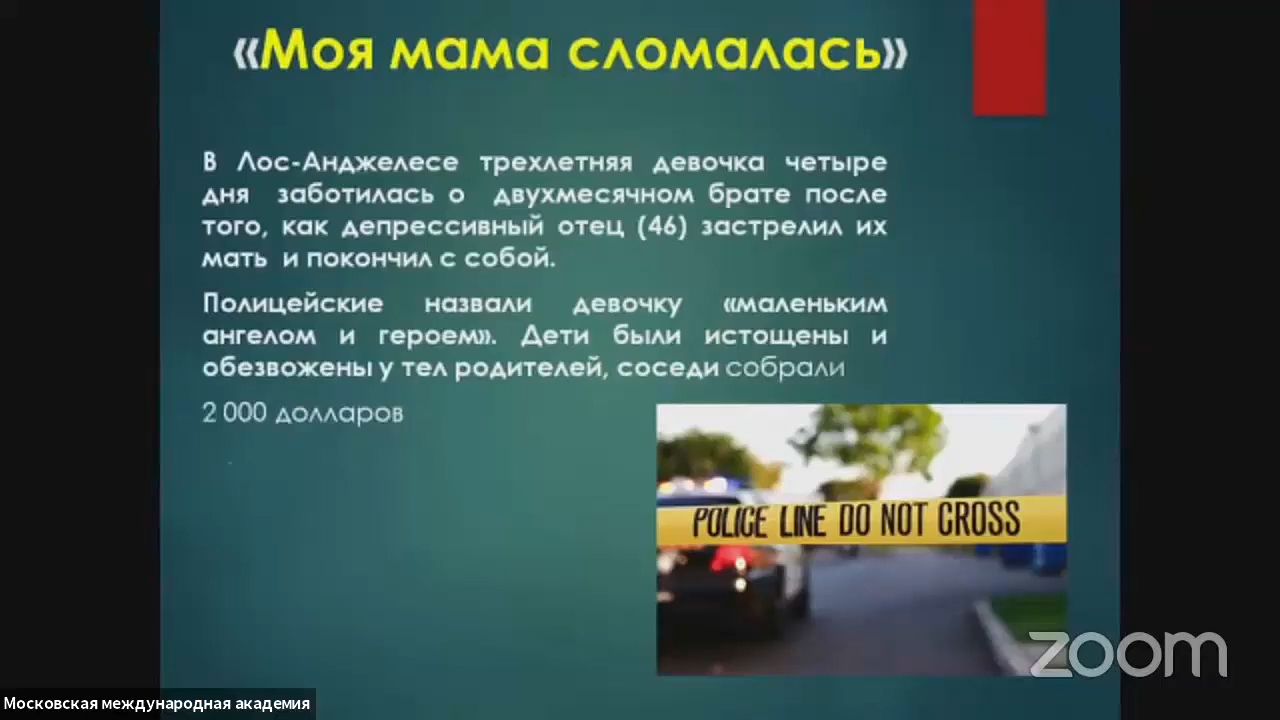 «Моя мама сломалась»
В Лос-Анджелесе трехлетняя девочка четыре
дня заботилась о двухмесячном брате после
того, как депрессивный отец (46) застрелил их
мать и покончил с собой.
Полицейские назвали девочку «маленьким
ангелом и героем». Дети были истощены и
обезвожены у тел родителей, соседи собрали
2 000 долларов
POLICE LINE DO NOT CROSS
zoom
Московская международная академия